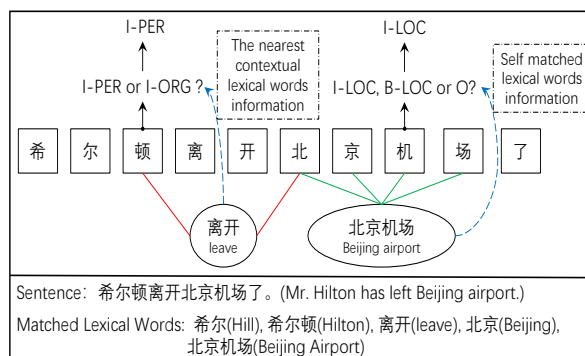 I-PER
I-LOC
The nearest
contextual
lexical words
information
Self matched
lexical words
information
I-PER or I-ORG ?
I-LOC, B-LOC or O?
希 尔 顿 离 开 北 京 机 场 了
离开
leave
北京机场
Beijing airport
Sentence: 希尔顿离开北京机场了。(Mr. Hilton has left Beijing airport.)
Matched Lexical Words: 希尔(Hill), 希尔顿(Hilton), 离开(leave), 北京(Beijing),
北京机场(Beijing Airport)